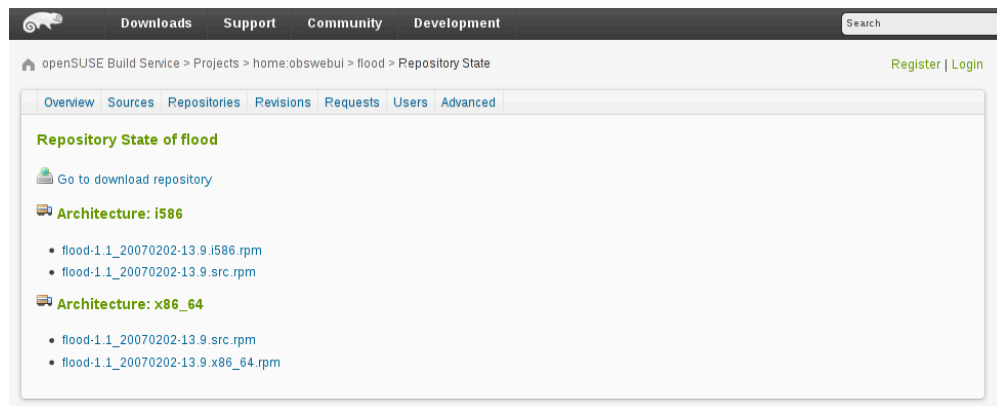 Downloads Support Community Development Search
openSUSE Build Service > Projects > home:obswebui > flood > Repository State Register | Login
Overview Sources Repositories Revisions Requests Users Advanced
Repository State of flood
Go to download repository
Architecture: i586
• flood-1.1_20070202-13.9.i586.rpm
• flood-1.1_20070202-13.9.src.rpm
Architecture: x86_64
• flood-1.1_20070202-13.9.src.rpm
• flood-1.1_20070202-13.9.x86_64.rpm